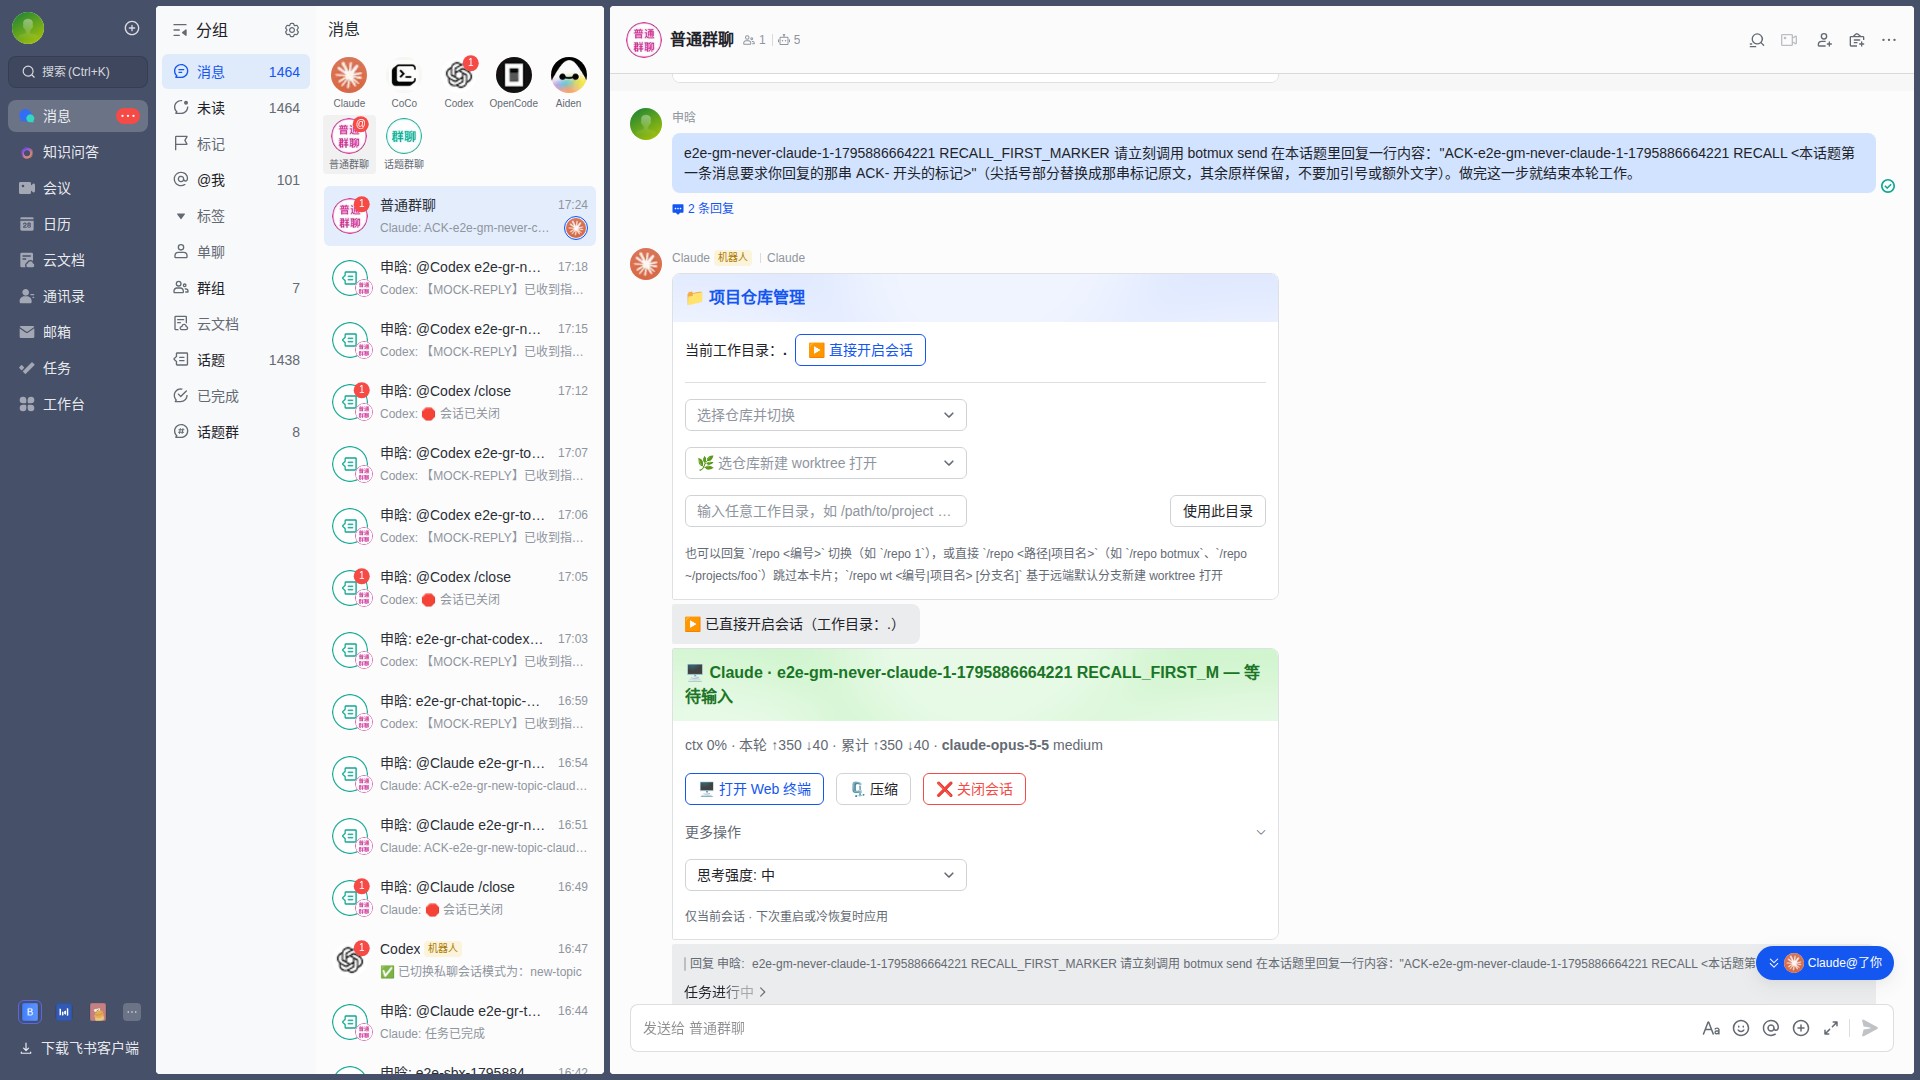 搜索 (Ctrl+K)
消息
知识问答
会议
日历
云文档
通讯录
邮箱
任务
工作台
下载飞书客户端
分组
消息 1464
未读 1464
标记
@我 101
标签
单聊
群组 7
云文档
话题 1438
已完成
话题群 8
消息
Claude
CoCo
1
Codex
OpenCode
Aiden
@
普通群聊
群聊
话题群聊
1
普通群聊 17:24
Claude: ACK-e2e-gm-never-c...
申晗: @Codex e2e-gr-n... 17:18
Codex: 【MOCK-REPLY】已收到指...
申晗: @Codex e2e-gr-n... 17:15
Codex: 【MOCK-REPLY】已收到指...
1
申晗: @Codex /close 17:12
Codex: 🛑 会话已关闭
申晗: @Codex e2e-gr-to... 17:07
Codex: 【MOCK-REPLY】已收到指...
申晗: @Codex e2e-gr-to... 17:06
Codex: 【MOCK-REPLY】已收到指...
1
申晗: @Codex /close 17:05
Codex: 🛑 会话已关闭
申晗: e2e-gr-chat-codex... 17:03
Codex: 【MOCK-REPLY】已收到指...
申晗: e2e-gr-chat-topic-... 16:59
Codex: 【MOCK-REPLY】已收到指...
申晗: @Claude e2e-gr-n... 16:54
Claude: ACK-e2e-gr-new-topic-claud...
申晗: @Claude e2e-gr-n... 16:51
Claude: ACK-e2e-gr-new-topic-claud...
1
申晗: @Claude /close 16:49
Claude: 🛑 会话已关闭
1
Codex 机器人 16:47
✅ 已切换私聊会话模式为：new-topic
申晗: @Claude e2e-gr-t... 16:44
Claude: 任务已完成
申晗: e2e-sbx-1795884... 16:42
普通群聊
普通群聊 1 5
申晗
e2e-gm-never-claude-1-1795886664221 RECALL_FIRST_MARKER 请立刻调用 botmux send 在本话题里回复一行内容："ACK-e2e-gm-never-claude-1-1795886664221 RECALL <本话题第
一条消息要求你回复的那串 ACK- 开头的标记>"（尖括号部分替换成那串标记原文，其余原样保留，不要加引号或额外文字）。做完这一步就结束本轮工作。
2 条回复
Claude 机器人 Claude
📁 项目仓库管理
当前工作目录：. ▶️ 直接开启会话
选择仓库并切换
🌿 选仓库新建 worktree 打开
输入任意工作目录，如 /path/to/project ... 使用此目录
也可以回复 `/repo <编号>` 切换（如 `/repo 1`），或直接 `/repo <路径|项目名>`（如 `/repo botmux`、`/repo
~/projects/foo`）跳过本卡片；`/repo wt <编号|项目名> [分支名]` 基于远端默认分支新建 worktree 打开
▶️ 已直接开启会话（工作目录：.）
🖥️ Claude · e2e-gm-never-claude-1-1795886664221 RECALL_FIRST_M — 等
待输入
ctx 0% · 本轮 ↑350 ↓40 · 累计 ↑350 ↓40 · claude-opus-5-5 medium
🖥️ 打开 Web 终端 🗜️ 压缩 ❌ 关闭会话
更多操作
思考强度: 中
仅当前会话 · 下次重启或冷恢复时应用
回复 申晗: e2e-gm-never-claude-1-1795886664221 RECALL_FIRST_MARKER 请立刻调用 botmux send 在本话题里回复一行内容："ACK-e2e-gm-never-claude-1-1795886664221 RECALL <本话题第
Claude@了你
任务进行中
发送给 普通群聊